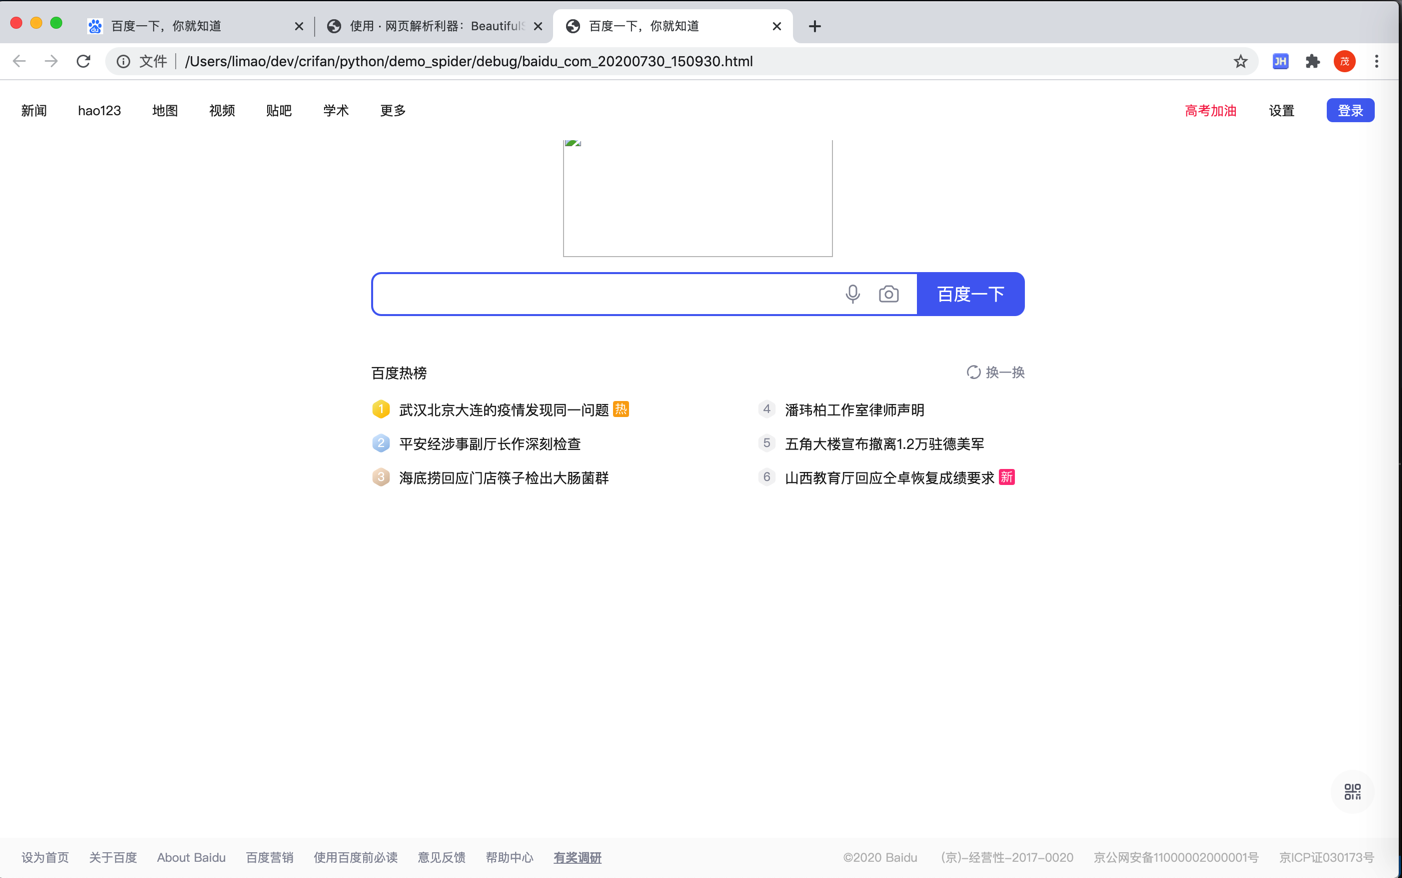 百度一下，你就知道
使用 · 网页解析利器：BeautifulS
百度一下，你就知道
文件 /Users/limao/dev/crifan/python/demo_spider/debug/baidu_com_20200730_150930.html
JH
茂
新闻 hao123 地图 视频 贴吧 学术 更多
高考加油 设置 登录
百度一下
百度热榜
换一换
1 武汉北京大连的疫情发现同一问题 热
2 平安经涉事副厅长作深刻检查
3 海底捞回应门店筷子检出大肠菌群
4 潘玮柏工作室律师声明
5 五角大楼宣布撤离1.2万驻德美军
6 山西教育厅回应仝卓恢复成绩要求 新
设为首页 关于百度 About Baidu 百度营销 使用百度前必读 意见反馈 帮助中心 有奖调研
©2020 Baidu (京)-经营性-2017-0020 京公网安备11000002000001号 京ICP证030173号